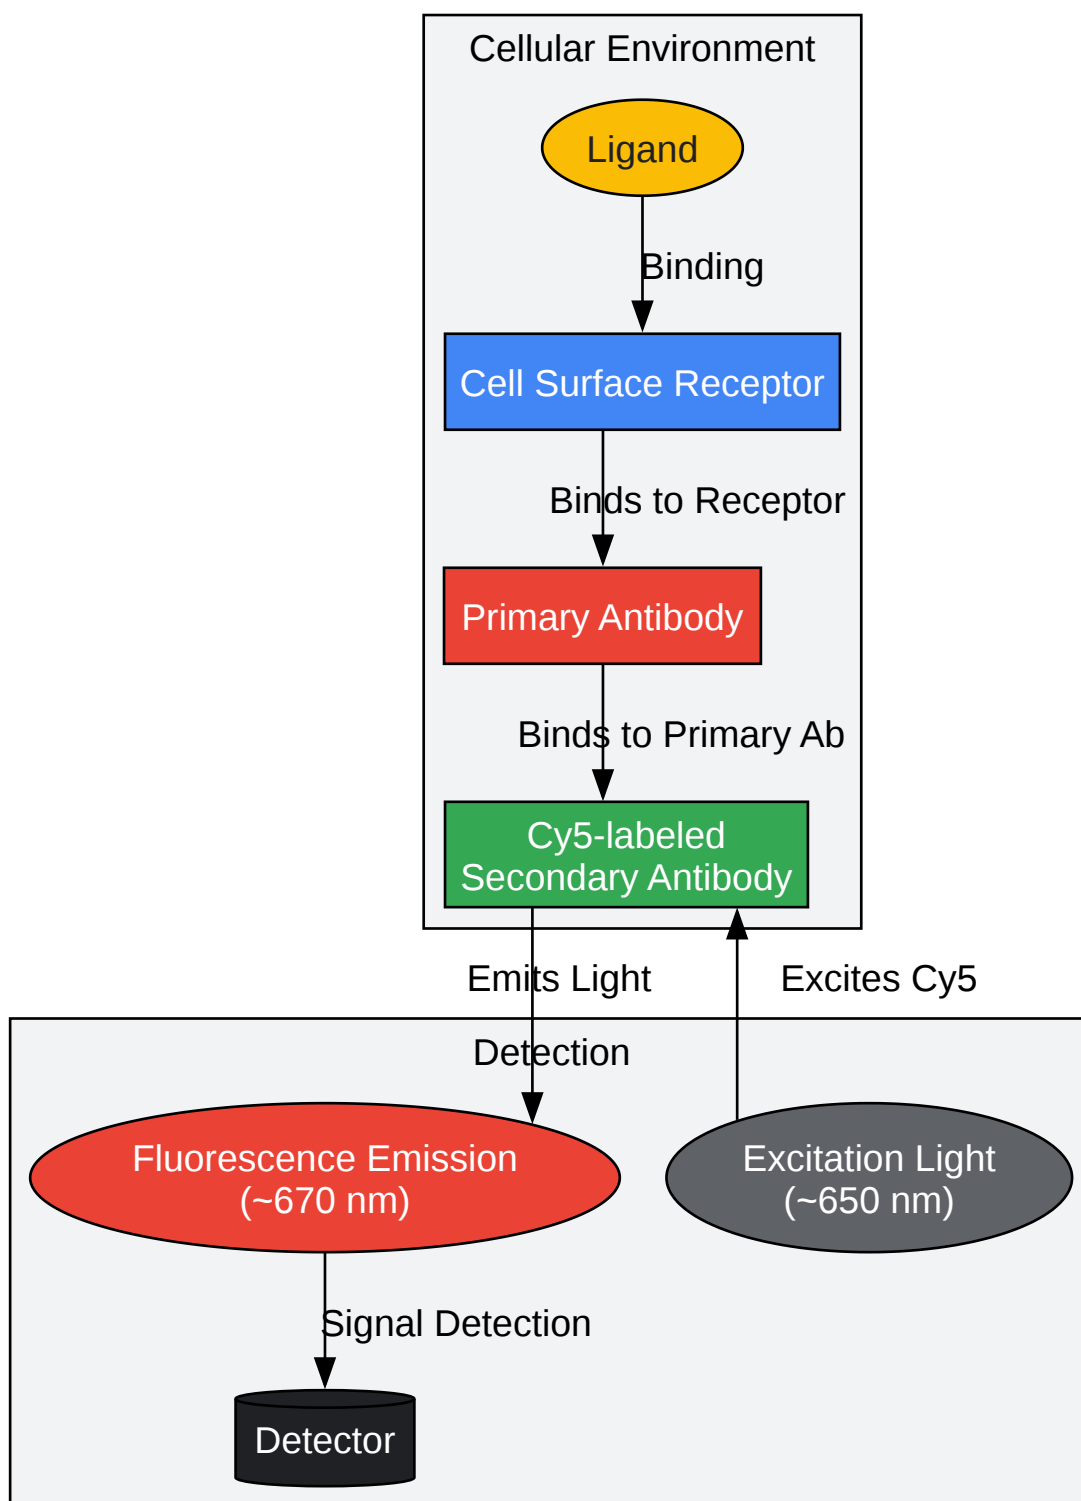 Cellular Environment
Ligand
Binding
Cell Surface Receptor
Binds to Receptor
Primary Antibody
Binds to Primary Ab
Cy5-labeled
Secondary Antibody
Emits Light
Excites Cy5
Detection
Fluorescence Emission
(~670 nm)
Excitation Light
(~650 nm)
Signal Detection
Detector